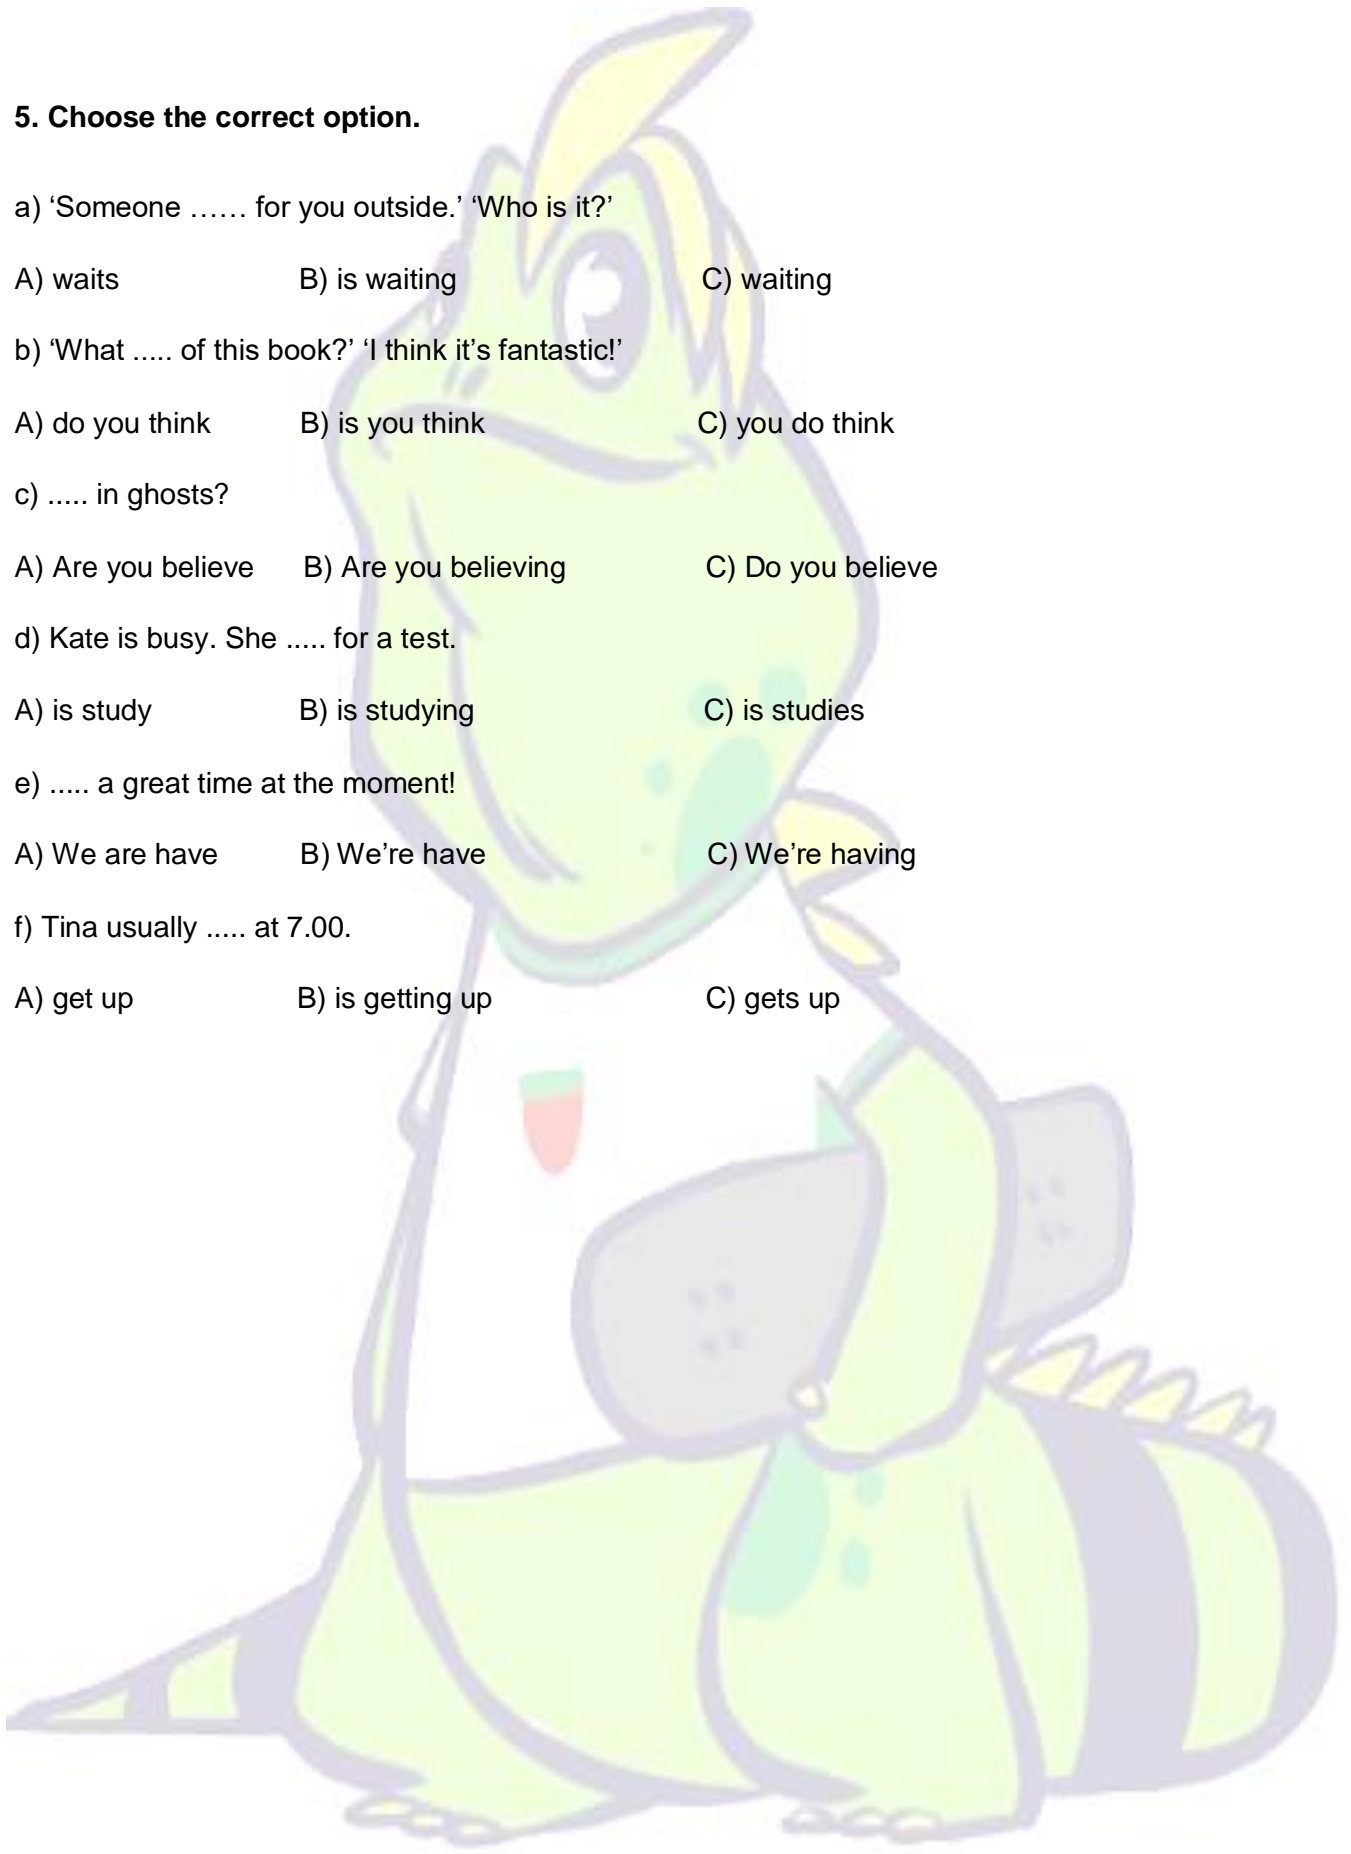 5. Choose the correct option.
a) ‘Someone …… for you outside.’ ‘Who is it?’
A) waits B) is waiting C) waiting
b) ‘What ..... of this book?’ ‘I think it’s fantastic!’
A) do you think B) is you think C) you do think
c) ..... in ghosts?
A) Are you believe B) Are you believing C) Do you believe
d) Kate is busy. She ..... for a test.
A) is study B) is studying C) is studies
e) ..... a great time at the moment!
A) We are have B) We’re have C) We’re having
f) Tina usually ..... at 7.00.
A) get up B) is getting up C) gets up